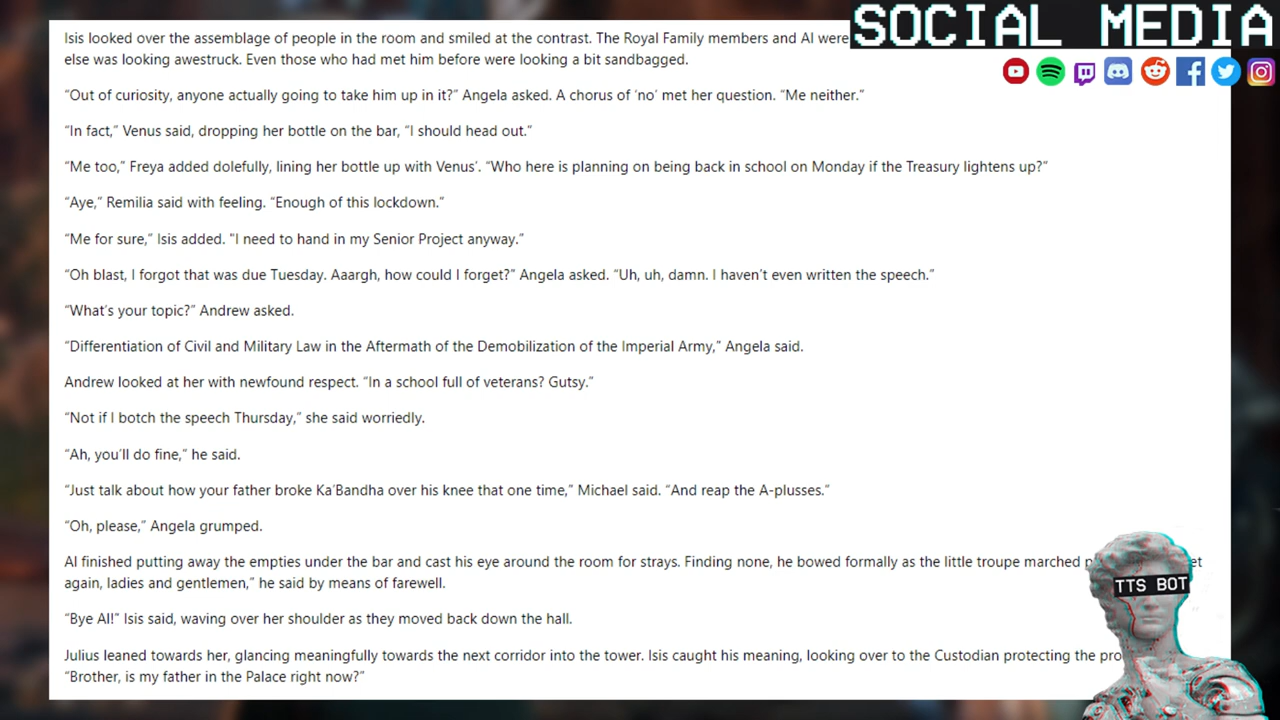 SOCIAL MEDIA
Isis looked over the assemblage of people in the room and smiled at the contrast. The Royal Family members and Al were
else was looking awestruck. Even those who had met him before were looking a bit sandbagged.
“Out of curiosity, anyone actually going to take him up in it?” Angela asked. A chorus of ‘no’ met her question. “Me neither.”
“In fact,” Venus said, dropping her bottle on the bar, “I should head out.”
“Me too,” Freya added dolefully, lining her bottle up with Venus’. “Who here is planning on being back in school on Monday if the Treasury lightens up?”
“Aye,” Remilia said with feeling. “Enough of this lockdown.”
“Me for sure,” Isis added. "I need to hand in my Senior Project anyway.”
“Oh blast, I forgot that was due Tuesday. Aaargh, how could I forget?” Angela asked. “Uh, uh, damn. I haven’t even written the speech.”
“What’s your topic?” Andrew asked.
“Differentiation of Civil and Military Law in the Aftermath of the Demobilization of the Imperial Army,” Angela said.
Andrew looked at her with newfound respect. “In a school full of veterans? Gutsy.”
“Not if I botch the speech Thursday,” she said worriedly.
“Ah, you’ll do fine,” he said.
“Just talk about how your father broke Ka’Bandha over his knee that one time,” Michael said. “And reap the A-plusses.”
“Oh, please,” Angela grumped.
Al finished putting away the empties under the bar and cast his eye around the room for strays. Finding none, he bowed formally as the little troupe marched
again, ladies and gentlemen,” he said by means of farewell.
“Bye Al!” Isis said, waving over her shoulder as they moved back down the hall.
Julius leaned towards her, glancing meaningfully towards the next corridor into the tower. Isis caught his meaning, looking over to the Custodian protecting the
“Brother, is my father in the Palace right now?”
TTS BOT